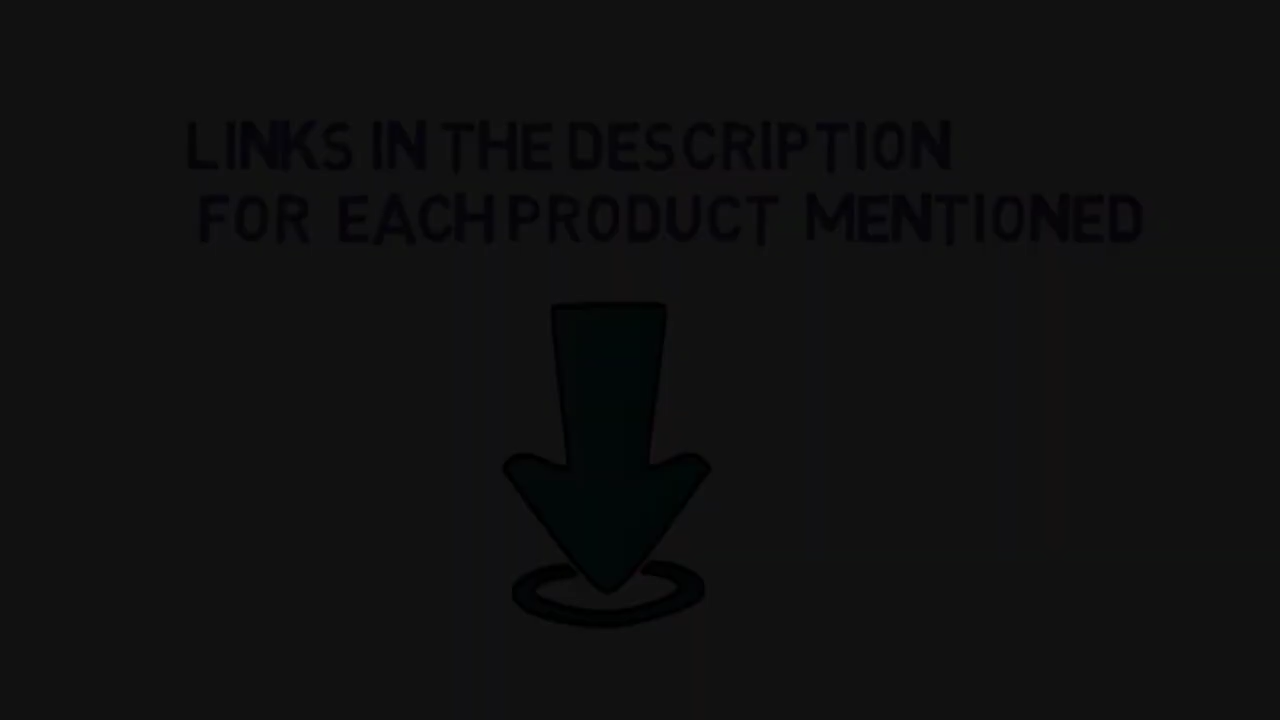 LINKS IN THE DESCRIPTION
FOR EACH PRODUCT MENTIONED